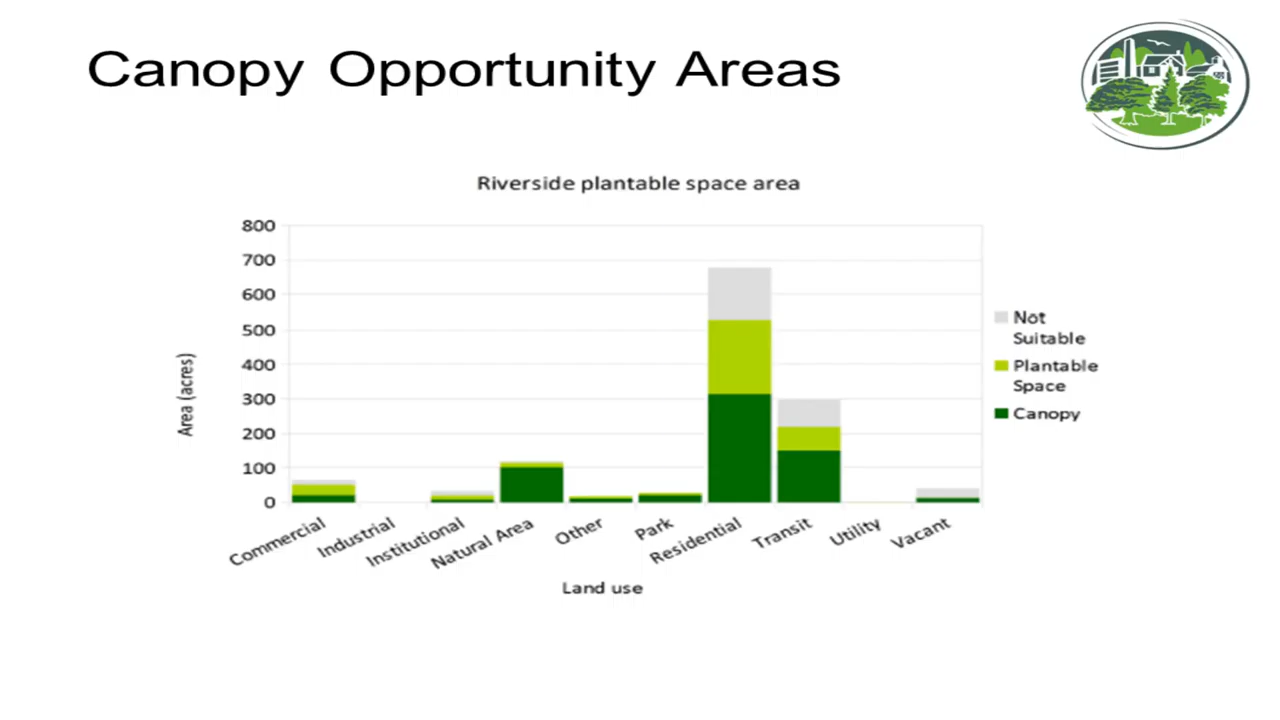 Canopy Opportunity Areas
Riverside plantable space area
800
700
600
500
400
300
200
100
0
Area (acres)
Commercial
Industrial
Institutional
Natural Area
Other
Park
Residential
Transit
Utility
Vacant
Land use
Not
Suitable
Plantable
Space
Canopy